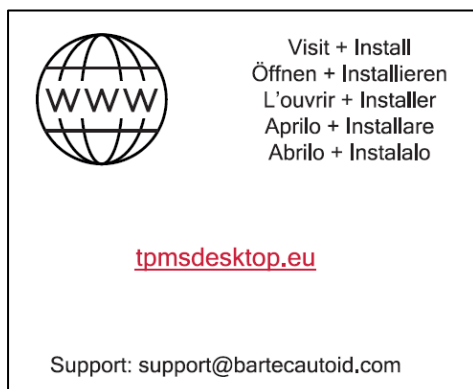 WWW
Visit + Install
Öffnen + Installieren
L'ouvrir + Installer
Aprilo + Installare
Abrilo + Instalalo
tpmsdesktop.eu
Support: support@bartecautoid.com